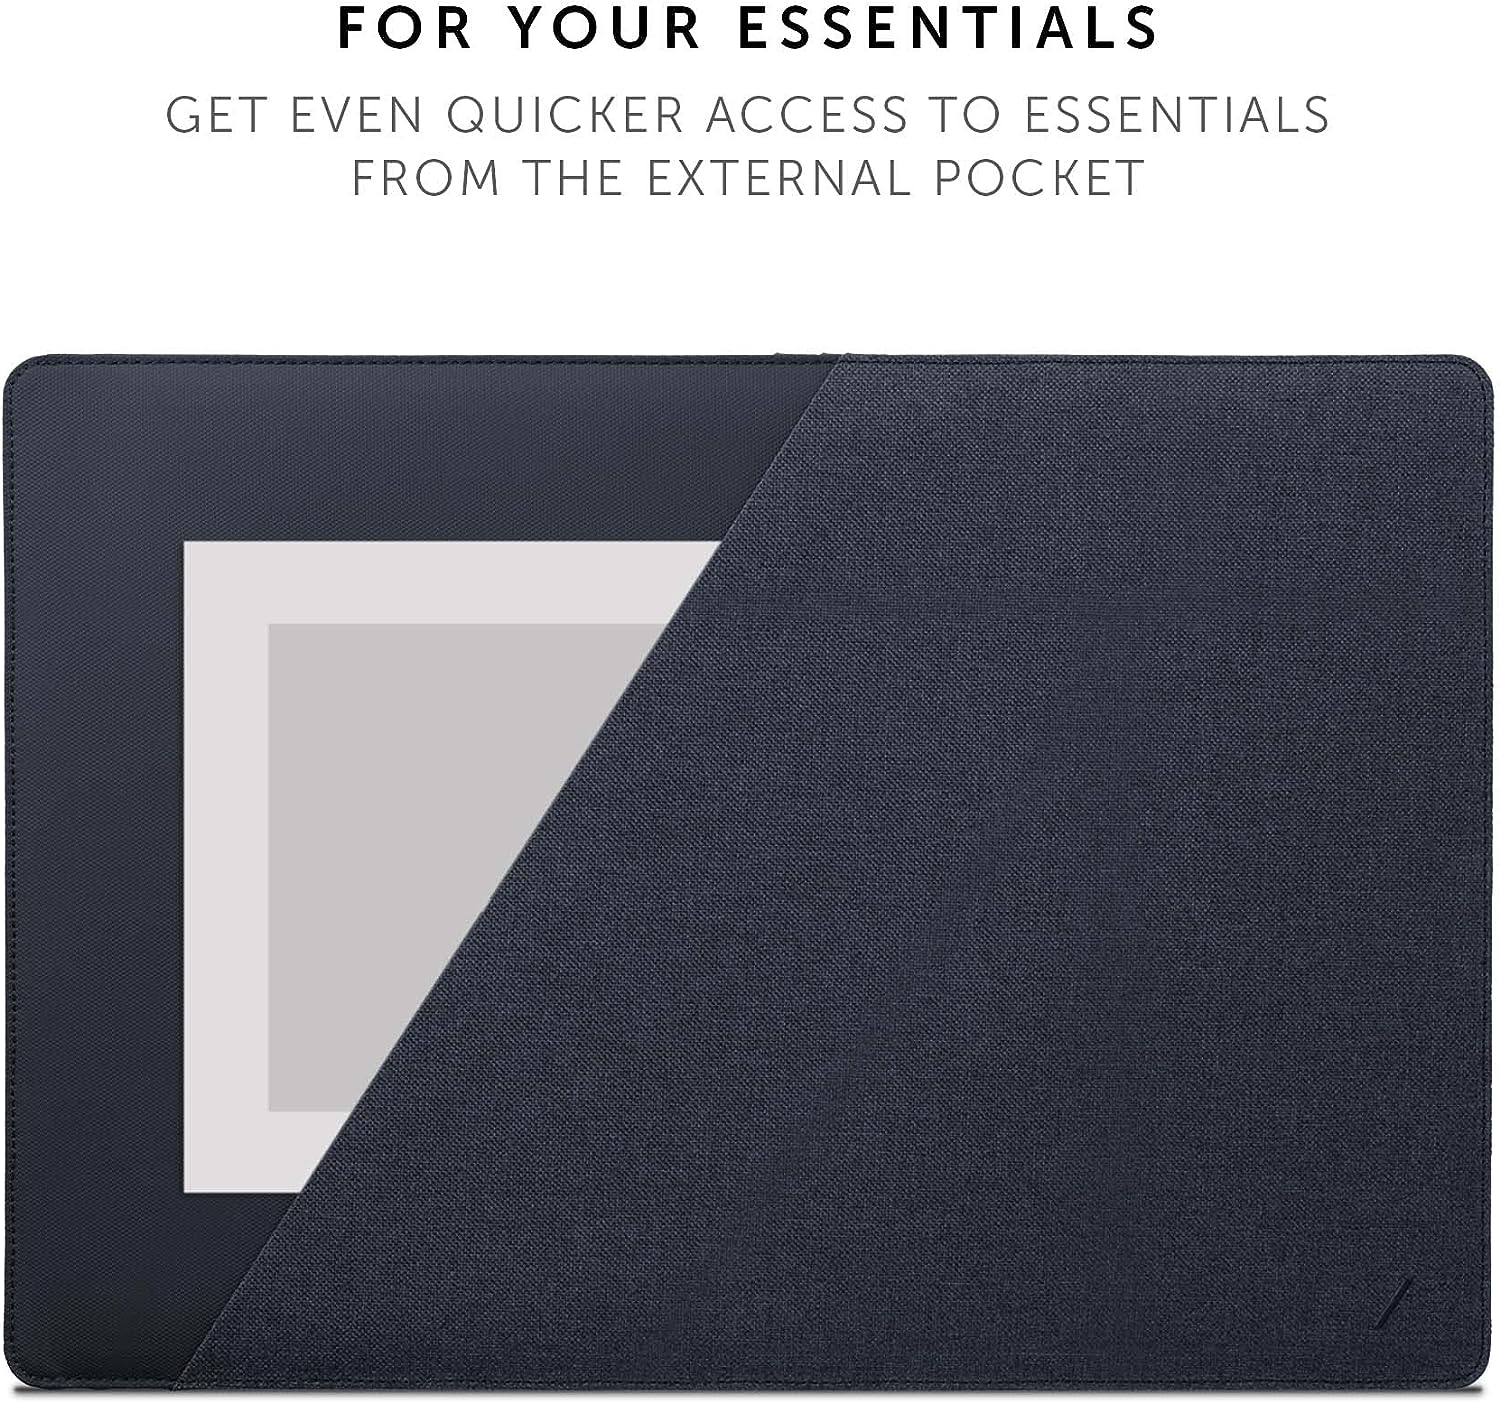 FOR YOUR ESSENTIALS
GET EVEN QUICKER ACCESS TO ESSENTIALS
FROM THE EXTERNAL POCKET